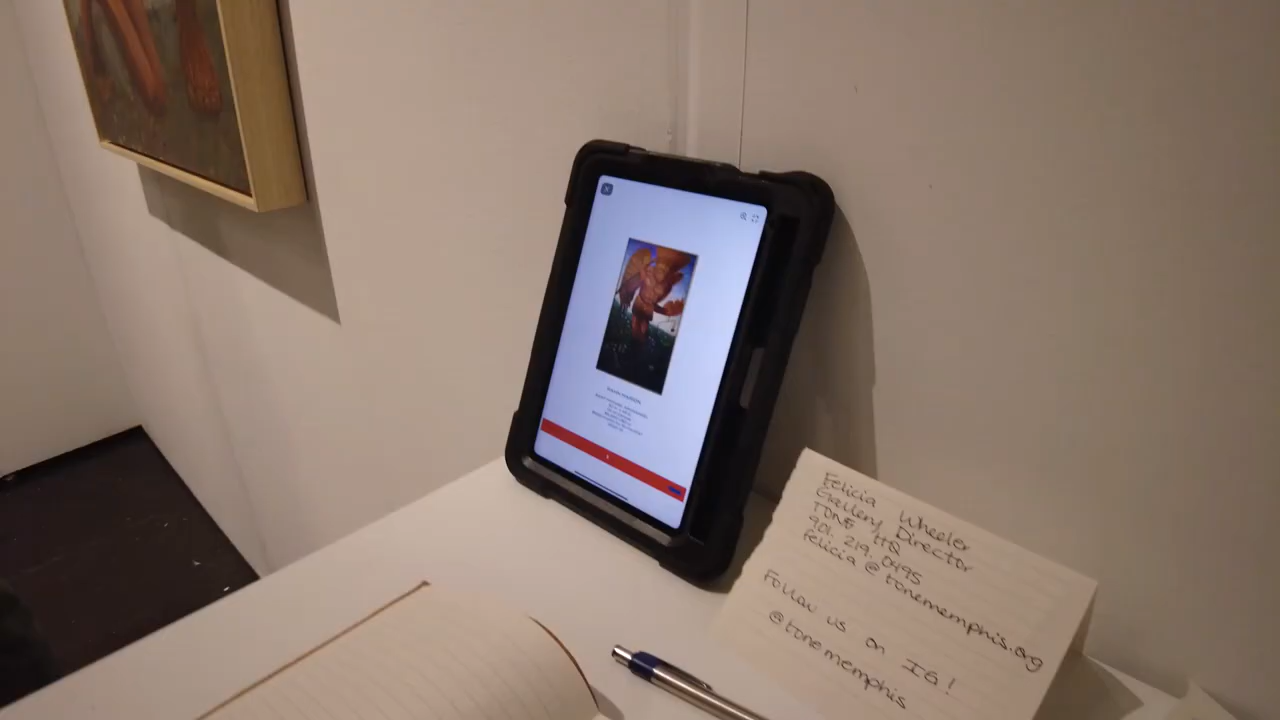 Felicia Wheeler
Gallery Director
TONE HQ
901. 219. 0495
felicia@tonememphis.org
Follow us on IG!
@tonememphis